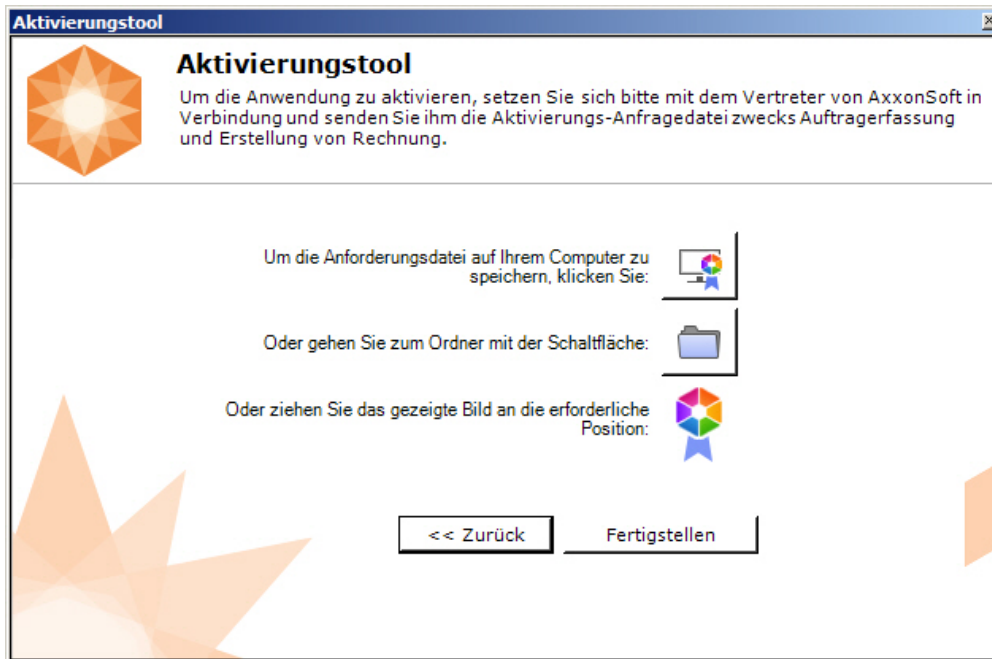 Aktivierungstool
Aktivierungstool
Um die Anwendung zu aktivieren, setzen Sie sich bitte mit dem Vertreter von AxxonSoft in
Verbindung und senden Sie ihm die Aktivierungs-Anfragedatei zwecks Auftragerfassung
und Erstellung von Rechnung.
Um die Anforderungsdatei auf Ihrem Computer zu
speichern, klicken Sie:
Oder gehen Sie zum Ordner mit der Schaltfläche:
Oder ziehen Sie das gezeigte Bild an die erforderliche
Position:
<< Zurück
Fertigstellen